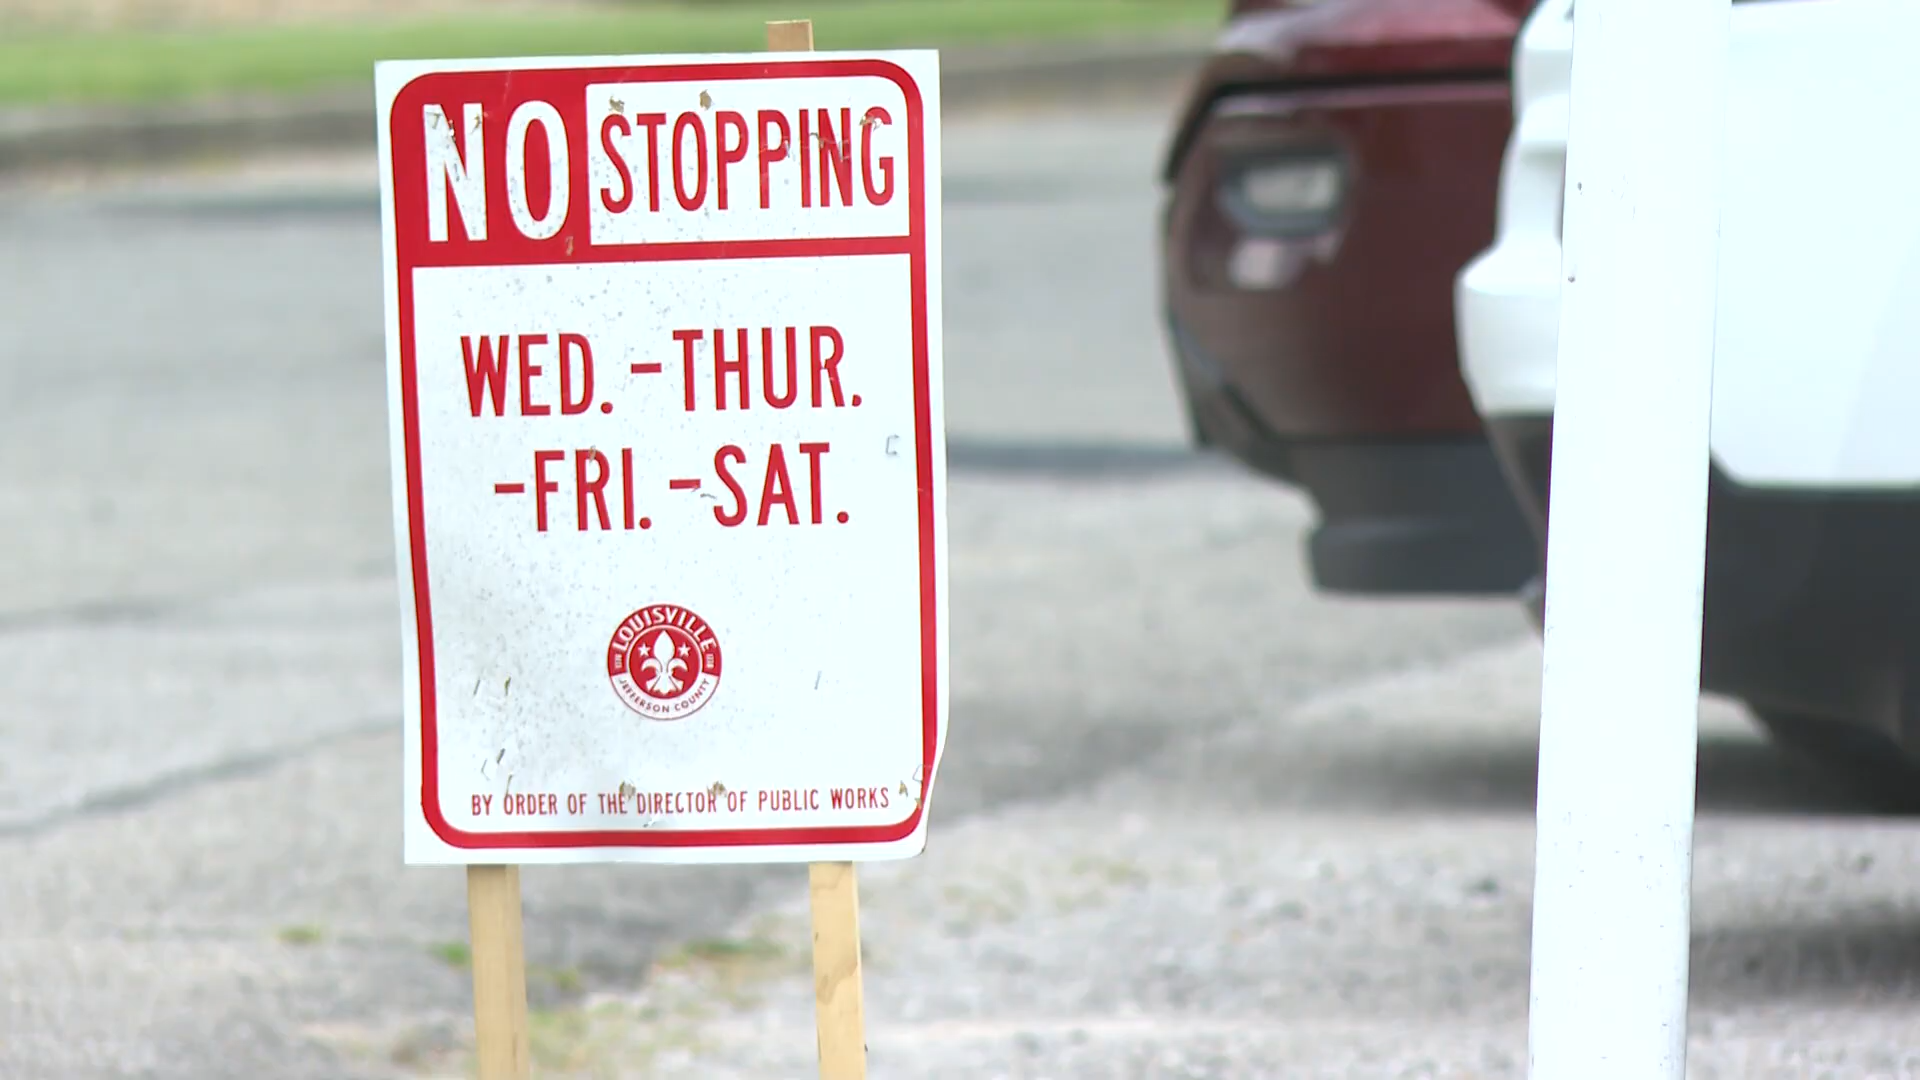 NO STOPPING
WED. -THUR.
-FRI. -SAT.
LOUISVILLE
JEFFERSON COUNTY
BY ORDER OF THE DIRECTOR OF PUBLIC WORKS